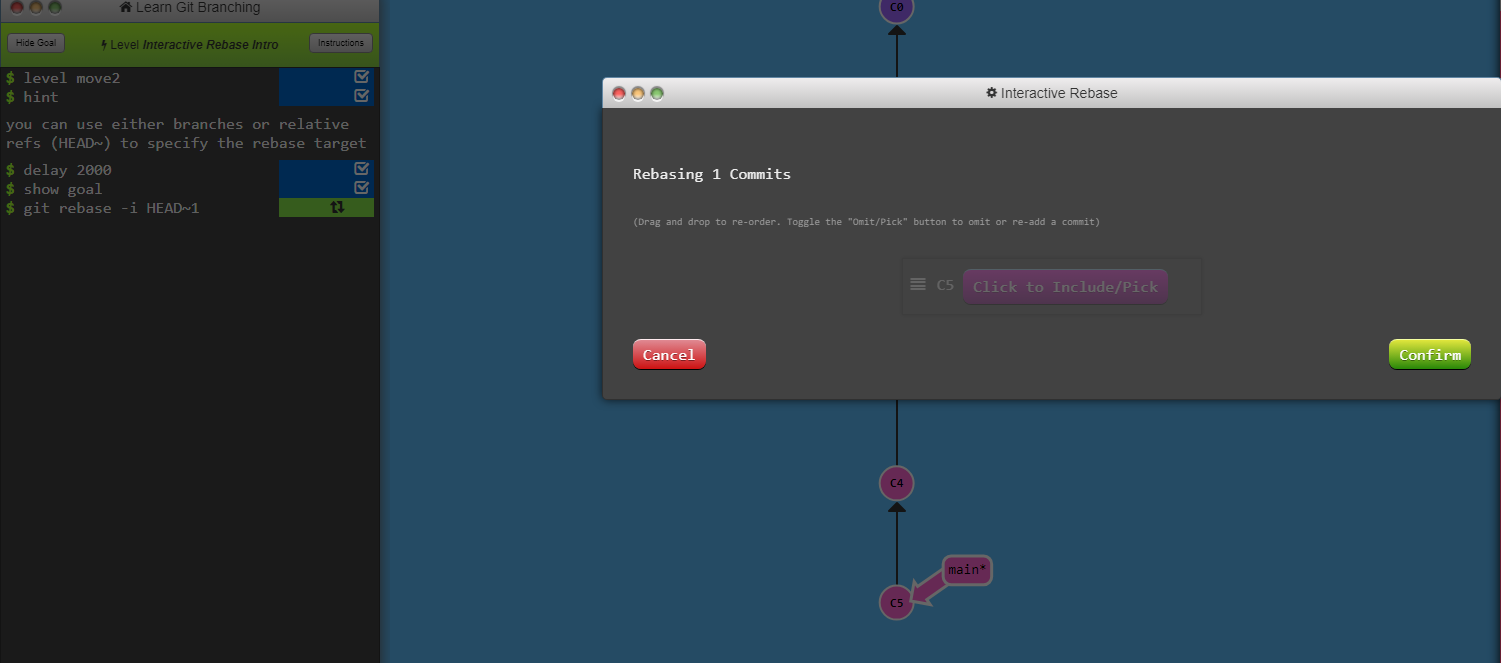 Learn Git Branching
Hide Goal
Level Interactive Rebase Intro
Instructions
$ level move2
$ hint
you can use either branches or relative
refs (HEAD~) to specify the rebase target
$ delay 2000
$ show goal
$ git rebase -i HEAD~1
C0
Interactive Rebase
Rebasing 1 Commits
(Drag and drop to re-order. Toggle the "Omit/Pick" button to omit or re-add a commit)
C5 Click to Include/Pick
Cancel
Confirm
C4
main*
C5